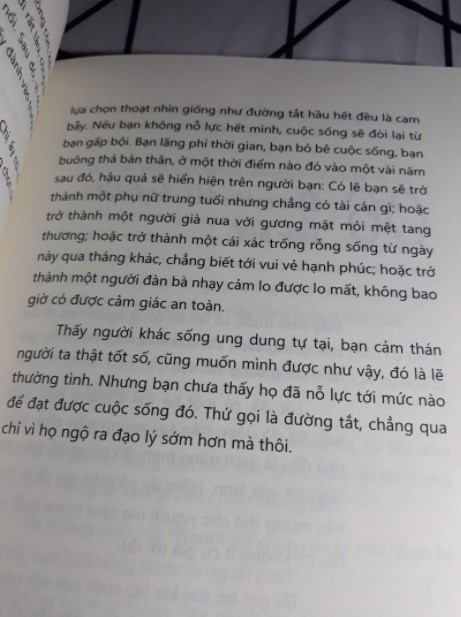 lựa chọn thoạt nhìn giống như đường tắt hầu hết đều là cạm
bẫy. Nếu bạn không nỗ lực hết mình, cuộc sống sẽ đòi lại từ
bạn gấp bội. Bạn lãng phí thời gian, bạn bỏ bê cuộc sống, bạn
buông thả bản thân, ở một thời điểm nào đó vào một vài năm
sau đó, hậu quả sẽ hiển hiện trên người bạn: Có lẽ bạn sẽ trở
thành một phụ nữ trung tuổi nhưng chẳng có tài cán gì; hoặc
trở thành một người già nua với gương mặt mỏi mệt tang
thương; hoặc trở thành một cái xác trống rỗng sống từ ngày
này qua tháng khác, chẳng biết tới vui vẻ hạnh phúc; hoặc trở
thành một người đàn bà nhạy cảm lo được lo mất, không bao
giờ có được cảm giác an toàn.
Thấy người khác sống ung dung tự tại, bạn cảm thán
người ta thật tốt số, cũng muốn mình được như vậy, đó là lẽ
thường tình. Nhưng bạn chưa thấy họ đã nỗ lực tới mức nào
để đạt được cuộc sống đó. Thứ gọi là đường tắt, chẳng qua
chỉ vì họ ngộ ra đạo lý sớm hơn mà thôi.